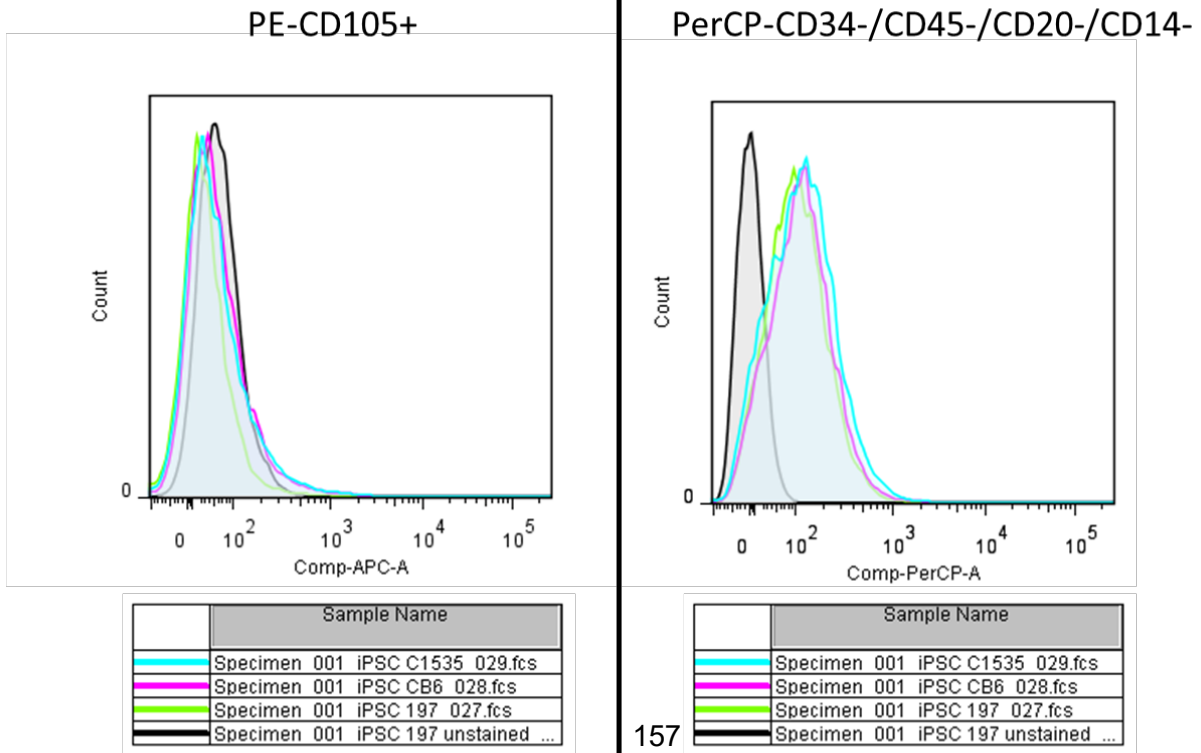 PE-CD105+
Count
0
0 10^2 10^3 10^4 10^5
Comp-APC-A
Sample Name
Specimen_001_iPSC C1535_029.fcs
Specimen_001_iPSC CB6_028.fcs
Specimen_001_iPSC 197_027.fcs
Specimen_001_iPSC 197 unstained ...
PerCP-CD34-/CD45-/CD20-/CD14-
Count
0
0 10^2 10^3 10^4 10^5
Comp-PerCP-A
Sample Name
Specimen_001_iPSC C1535_029.fcs
Specimen_001_iPSC CB6_028.fcs
Specimen_001_iPSC 197_027.fcs
Specimen_001_iPSC 197 unstained ...
157